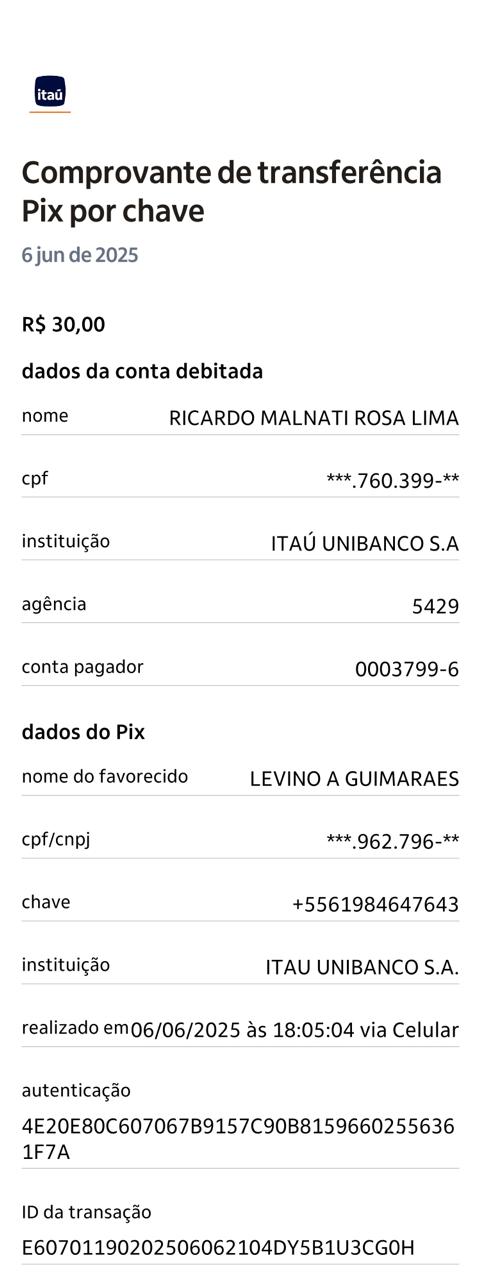 itaú
Comprovante de transferência
Pix por chave
6 jun de 2025
R$ 30,00
dados da conta debitada
nome RICARDO MALNATI ROSA LIMA
cpf ***.760.399-**
instituição ITAÚ UNIBANCO S.A
agência 5429
conta pagador 0003799-6
dados do Pix
nome do favorecido LEVINO A GUIMARAES
cpf/cnpj ***.962.796-**
chave +5561984647643
instituição ITAU UNIBANCO S.A.
realizado em 06/06/2025 às 18:05:04 via Celular
autenticação
4E20E80C607067B9157C90B8159660255636
1F7A
ID da transação
E60701190202506062104DY5B1U3CG0H